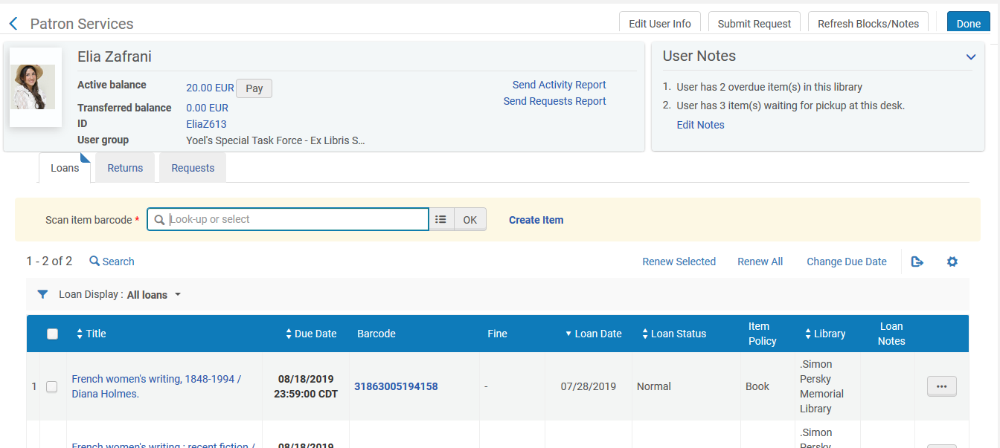 Patron Services
Edit User Info
Submit Request
Refresh Blocks/Notes
Done
Elia Zafrani
Active balance 20.00 EUR Pay
Transferred balance 0.00 EUR
ID EliaZ613
User group Yoel's Special Task Force - Ex Libris S...
Send Activity Report
Send Requests Report
User Notes
1. User has 2 overdue item(s) in this library
2. User has 3 item(s) waiting for pickup at this desk.
Edit Notes
Loans
Returns
Requests
Scan item barcode * Look-up or select OK Create Item
1 - 2 of 2 Search Renew Selected Renew All Change Due Date
Loan Display : All loans
Title Due Date Barcode Fine Loan Date Loan Status Item Policy Library Loan Notes
1
French women's writing, 1848-1994 /
Diana Holmes.
08/18/2019
23:59:00 CDT
31863005194158
-
07/28/2019
Normal
Book
.Simon
Persky
Memorial
Library
...
French women's writing : recent fiction /
08/18/2019
.Simon
Persky